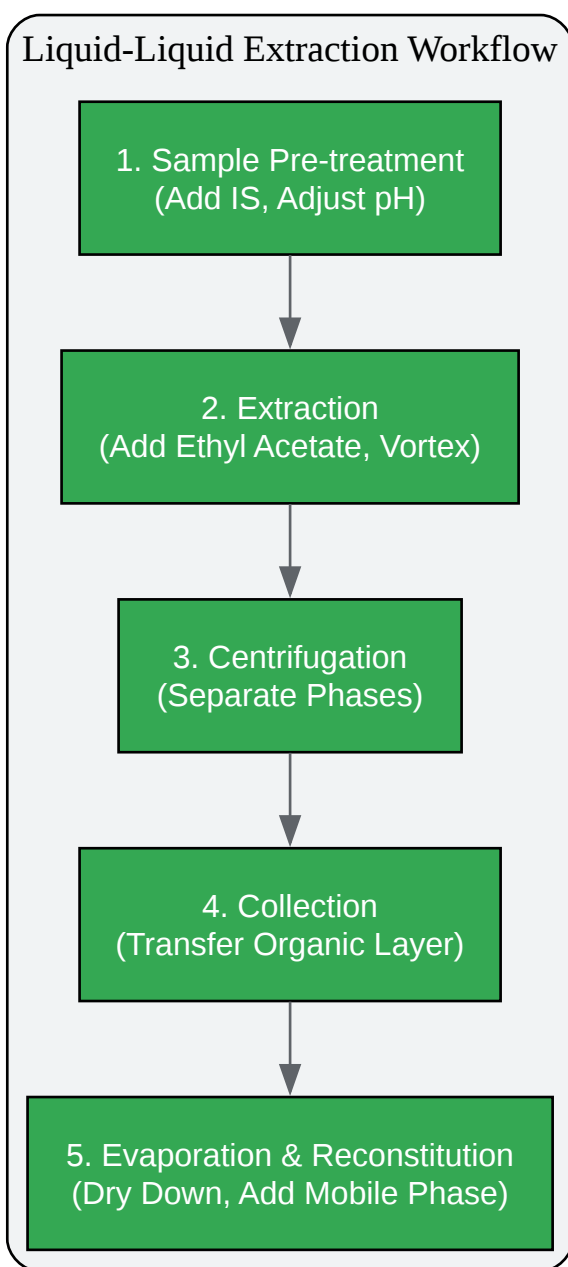 Liquid-Liquid Extraction Workflow
1. Sample Pre-treatment
(Add IS, Adjust pH)
2. Extraction
(Add Ethyl Acetate, Vortex)
3. Centrifugation
(Separate Phases)
4. Collection
(Transfer Organic Layer)
5. Evaporation & Reconstitution
(Dry Down, Add Mobile Phase)